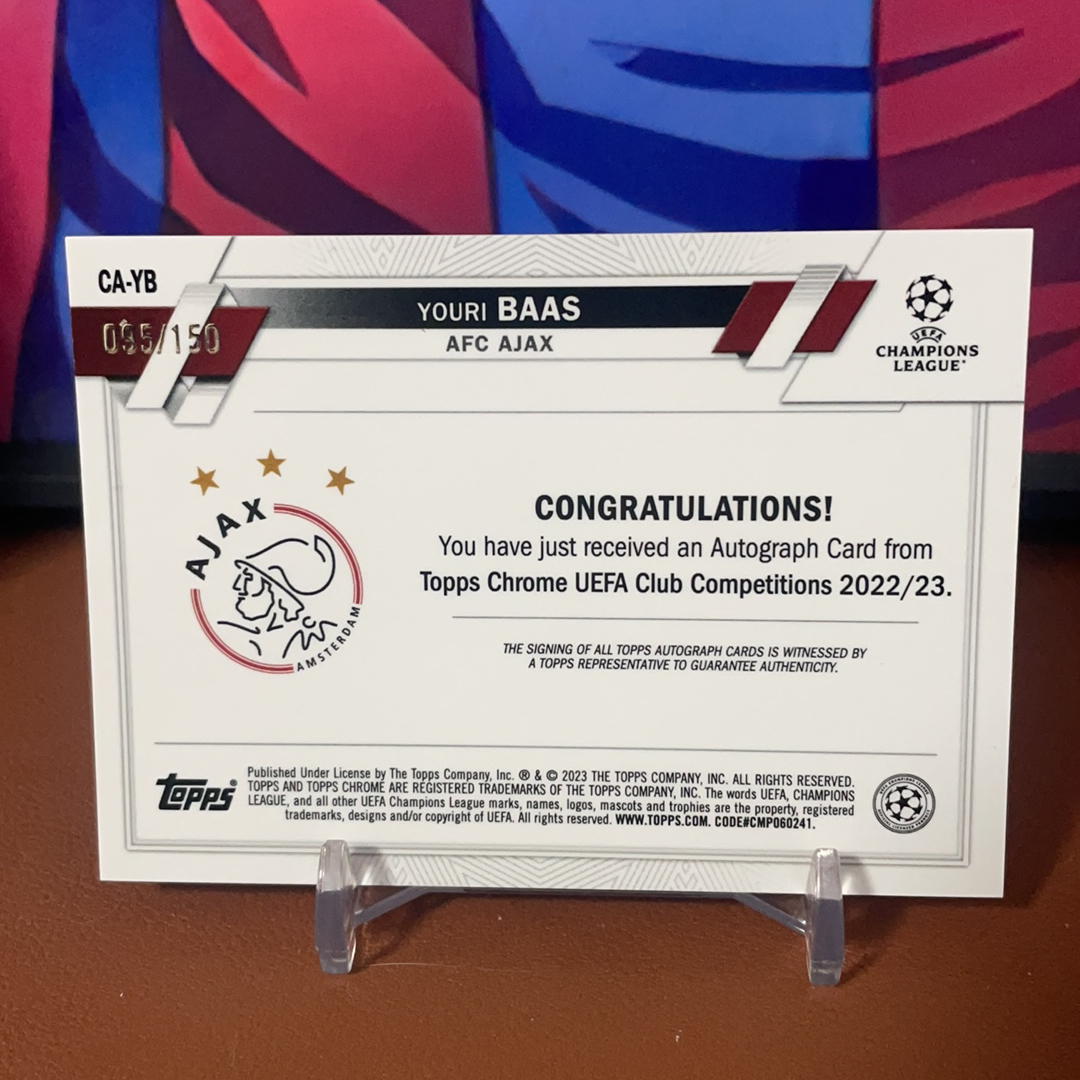 CA-YB
095/150
YOURI BAAS
AFC AJAX
UEFA
CHAMPIONS
LEAGUE®
AJAX
AMSTERDAM
CONGRATULATIONS!
You have just received an Autograph Card from
Topps Chrome UEFA Club Competitions 2022/23.
THE SIGNING OF ALL TOPPS AUTOGRAPH CARDS IS WITNESSED BY
A TOPPS REPRESENTATIVE TO GUARANTEE AUTHENTICITY.
topps®
Published Under License by The Topps Company, Inc. ® & © 2023 THE TOPPS COMPANY, INC. ALL RIGHTS RESERVED.
TOPPS AND TOPPS CHROME ARE REGISTERED TRADEMARKS OF THE TOPPS COMPANY, INC. The words UEFA, CHAMPIONS
LEAGUE, and all other UEFA Champions League marks, names, logos, mascots and trophies are the property, registered
trademarks, designs and/or copyright of UEFA. All rights reserved. WWW.TOPPS.COM. CODE#CMP060241.